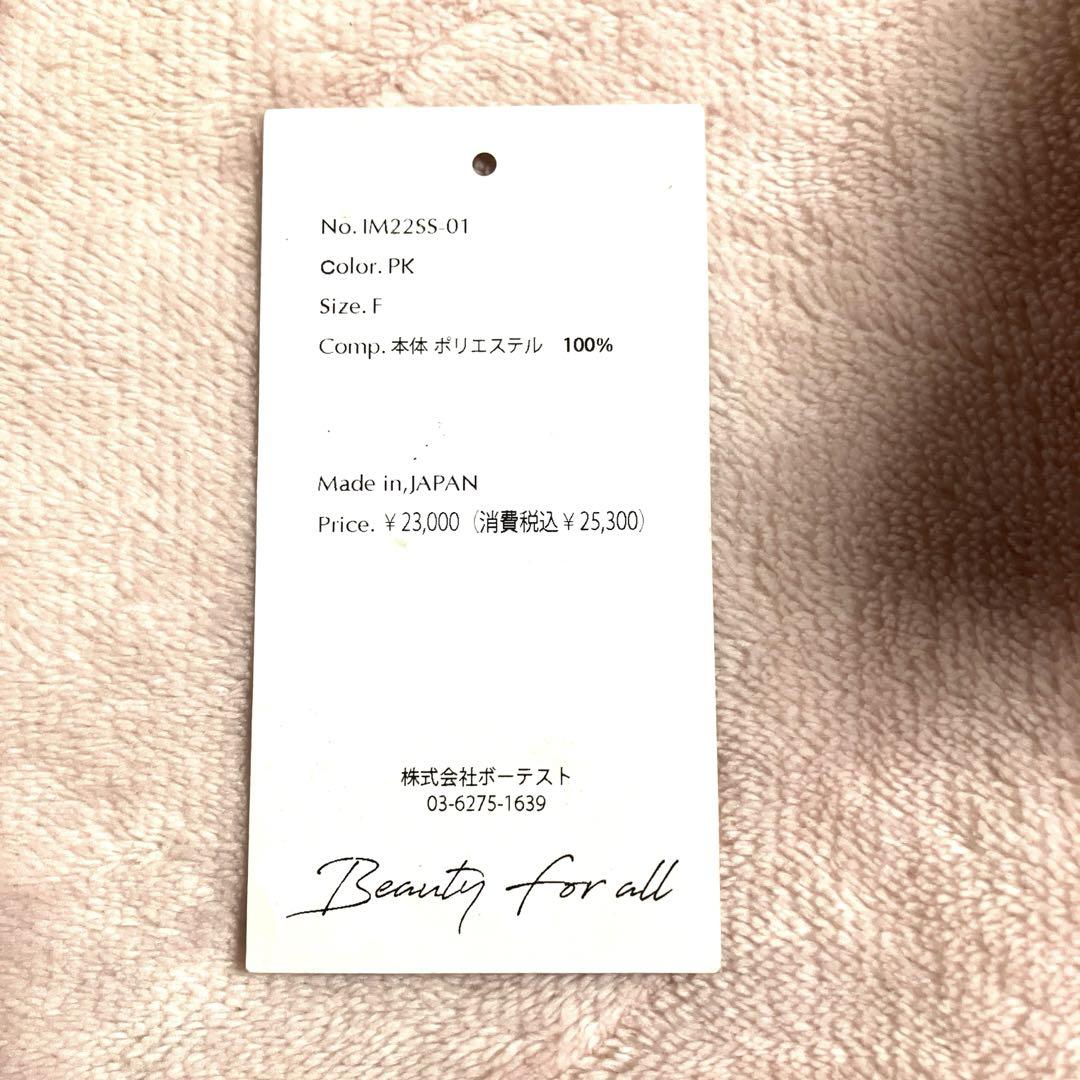 No. IM22SS-01
Color. PK
Size. F
Comp. 本体 ポリエステル 100%
Made in,JAPAN
Price. ¥23,000（消費税込¥25,300）
株式会社ボーテスト
03-6275-1639
Beauty for all